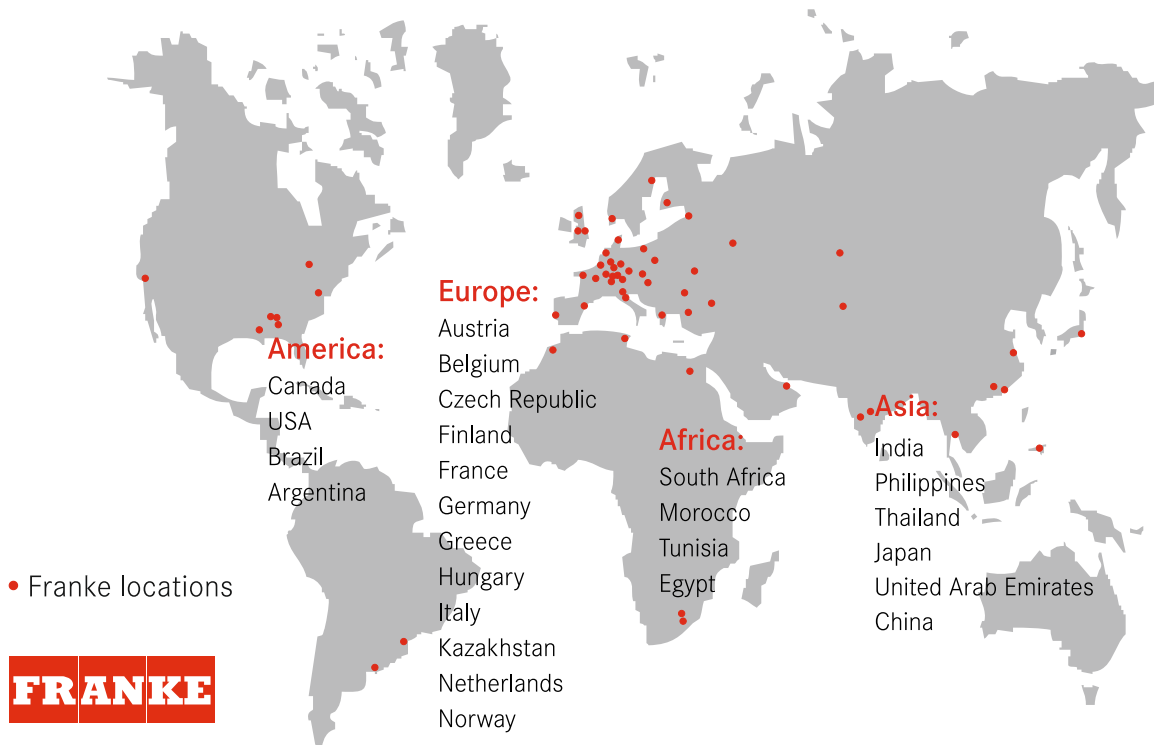 America:
Canada
USA
Brazil
Argentina
Europe:
Austria
Belgium
Czech Republic
Finland
France
Germany
Greece
Hungary
Italy
Kazakhstan
Netherlands
Norway
Africa:
South Africa
Morocco
Tunisia
Egypt
Asia:
India
Philippines
Thailand
Japan
United Arab Emirates
China
Franke locations
FRANKE